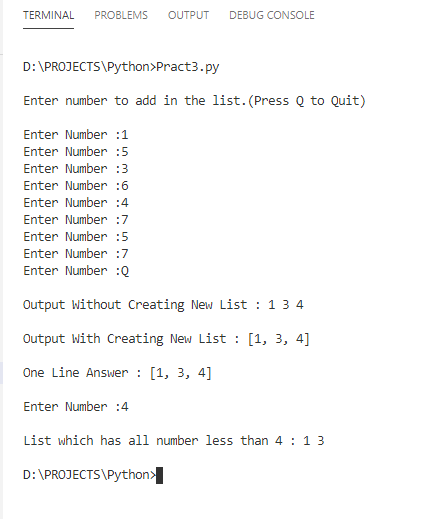 TERMINAL PROBLEMS OUTPUT DEBUG CONSOLE
D:\PROJECTS\Python>Pract3.py
Enter number to add in the list.(Press Q to Quit)
Enter Number :1
Enter Number :5
Enter Number :3
Enter Number :6
Enter Number :4
Enter Number :7
Enter Number :5
Enter Number :7
Enter Number :Q
Output Without Creating New List : 1 3 4
Output With Creating New List : [1, 3, 4]
One Line Answer : [1, 3, 4]
Enter Number :4
List which has all number less than 4 : 1 3
D:\PROJECTS\Python>